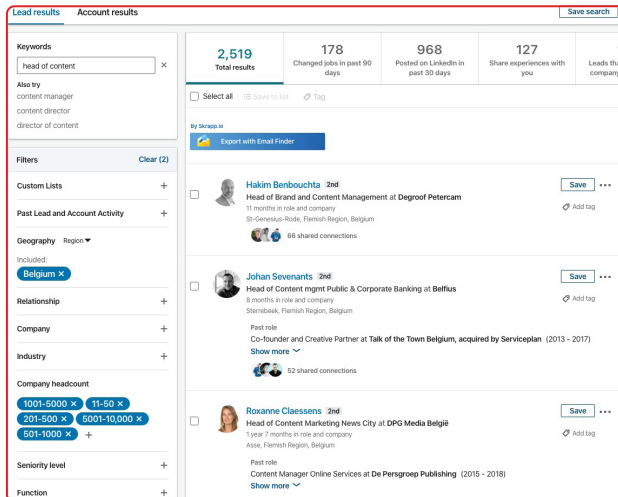 Lead results Account results
Save search
Keywords
head of content ×
Also try
content manager
content director
director of content
Filters Clear (2)
Custom Lists +
Past Lead and Account Activity +
Geography Region
Included:
Belgium ×
Relationship +
Company +
Industry +
Company headcount
1001-5000 × 11-50 ×
201-500 × 5001-10,000 ×
501-1000 × +
Seniority level +
Function +
2,519
Total results
178
Changed jobs in past 90
days
968
Posted on LinkedIn in
past 30 days
127
Share experiences with
you
Leads
company
Select all Save to list Tag
By Skrapp.io
Export with Email Finder
Hakim Benbouchta 2nd
Save
Head of Brand and Content Management at Degroof Petercam
11 months in role and company
Add tag
St-Genesius-Rode, Flemish Region, Belgium
66 shared connections
Johan Sevenants 2nd
Save
Head of Content mgmt Public & Corporate Banking at Belfius
8 months in role and company
Add tag
Sterrebeek, Flemish Region, Belgium
Past role
Co-founder and Creative Partner at Talk of the Town Belgium, acquired by Serviceplan (2013 - 2017)
Show more
52 shared connections
Roxanne Claessens 2nd
Save
Head of Content Marketing News City at DPG Media België
1 year 7 months in role and company
Add tag
Asse, Flemish Region, Belgium
Past role
Content Manager Online Services at De Persgroep Publishing (2015 - 2018)
Show more